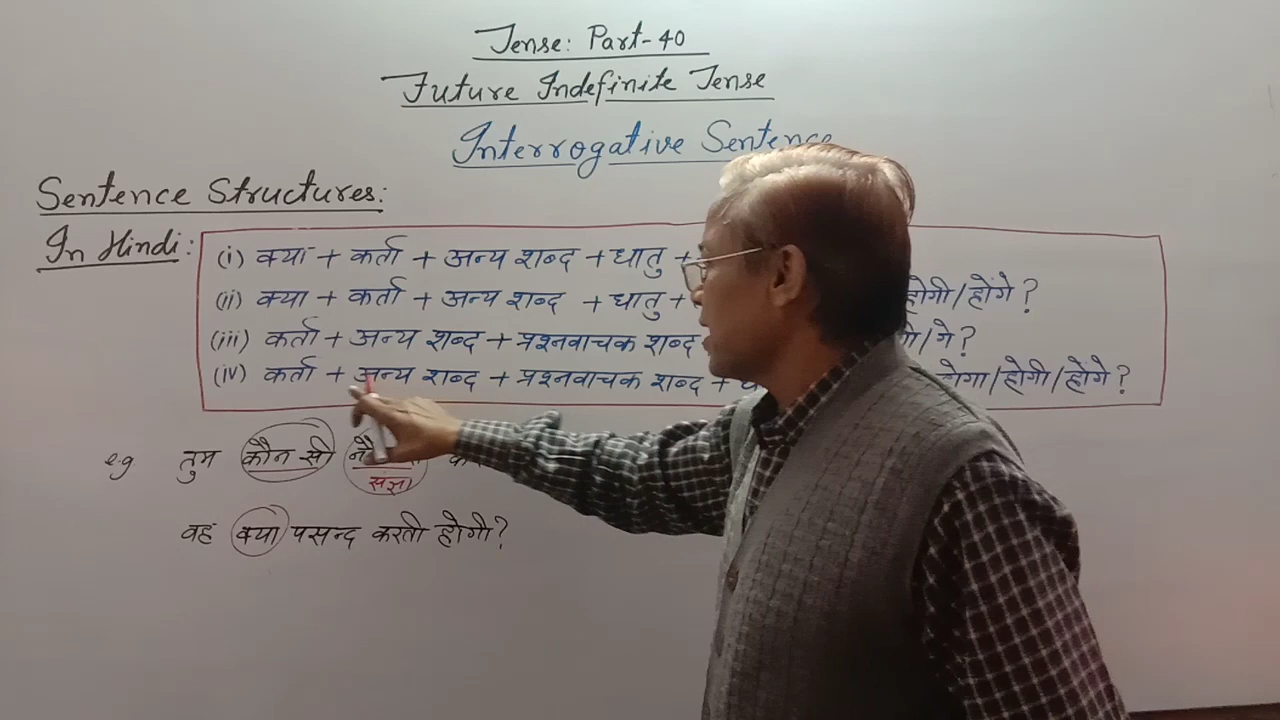 Tense: Part-40
Future Indefinite Tense
Interrogative Sentence
Sentence Structures:
In Hindi:
(i) क्या + कर्ता + अन्य शब्द + धातु +
(ii) क्या + कर्ता + अन्य शब्द + धातु + होगी/होंगे?
(iii) कर्ता + अन्य शब्द + प्रश्नवाचक शब्द /गे?
(iv) कर्ता + अन्य शब्द + प्रश्नवाचक शब्द + होगा/होगी/होंगे?
e.g तुम कौन सी
संज्ञा
वह क्या पसन्द करती होगी?